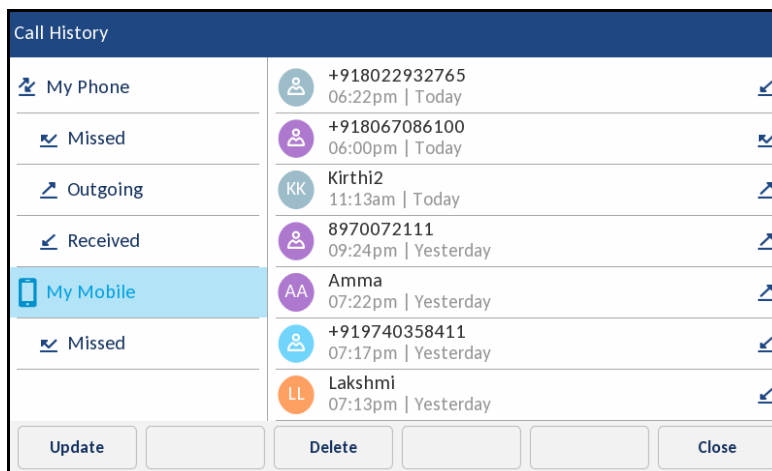 Call History
My Phone
Missed
Outgoing
Received
My Mobile
Missed
+918022932765
06:22pm | Today
+918067086100
06:00pm | Today
KK
Kirthi2
11:13am | Today
8970072111
09:24pm | Yesterday
AA
Amma
07:22pm | Yesterday
+919740358411
07:17pm | Yesterday
LL
Lakshmi
07:13pm | Yesterday
Update
Delete
Close